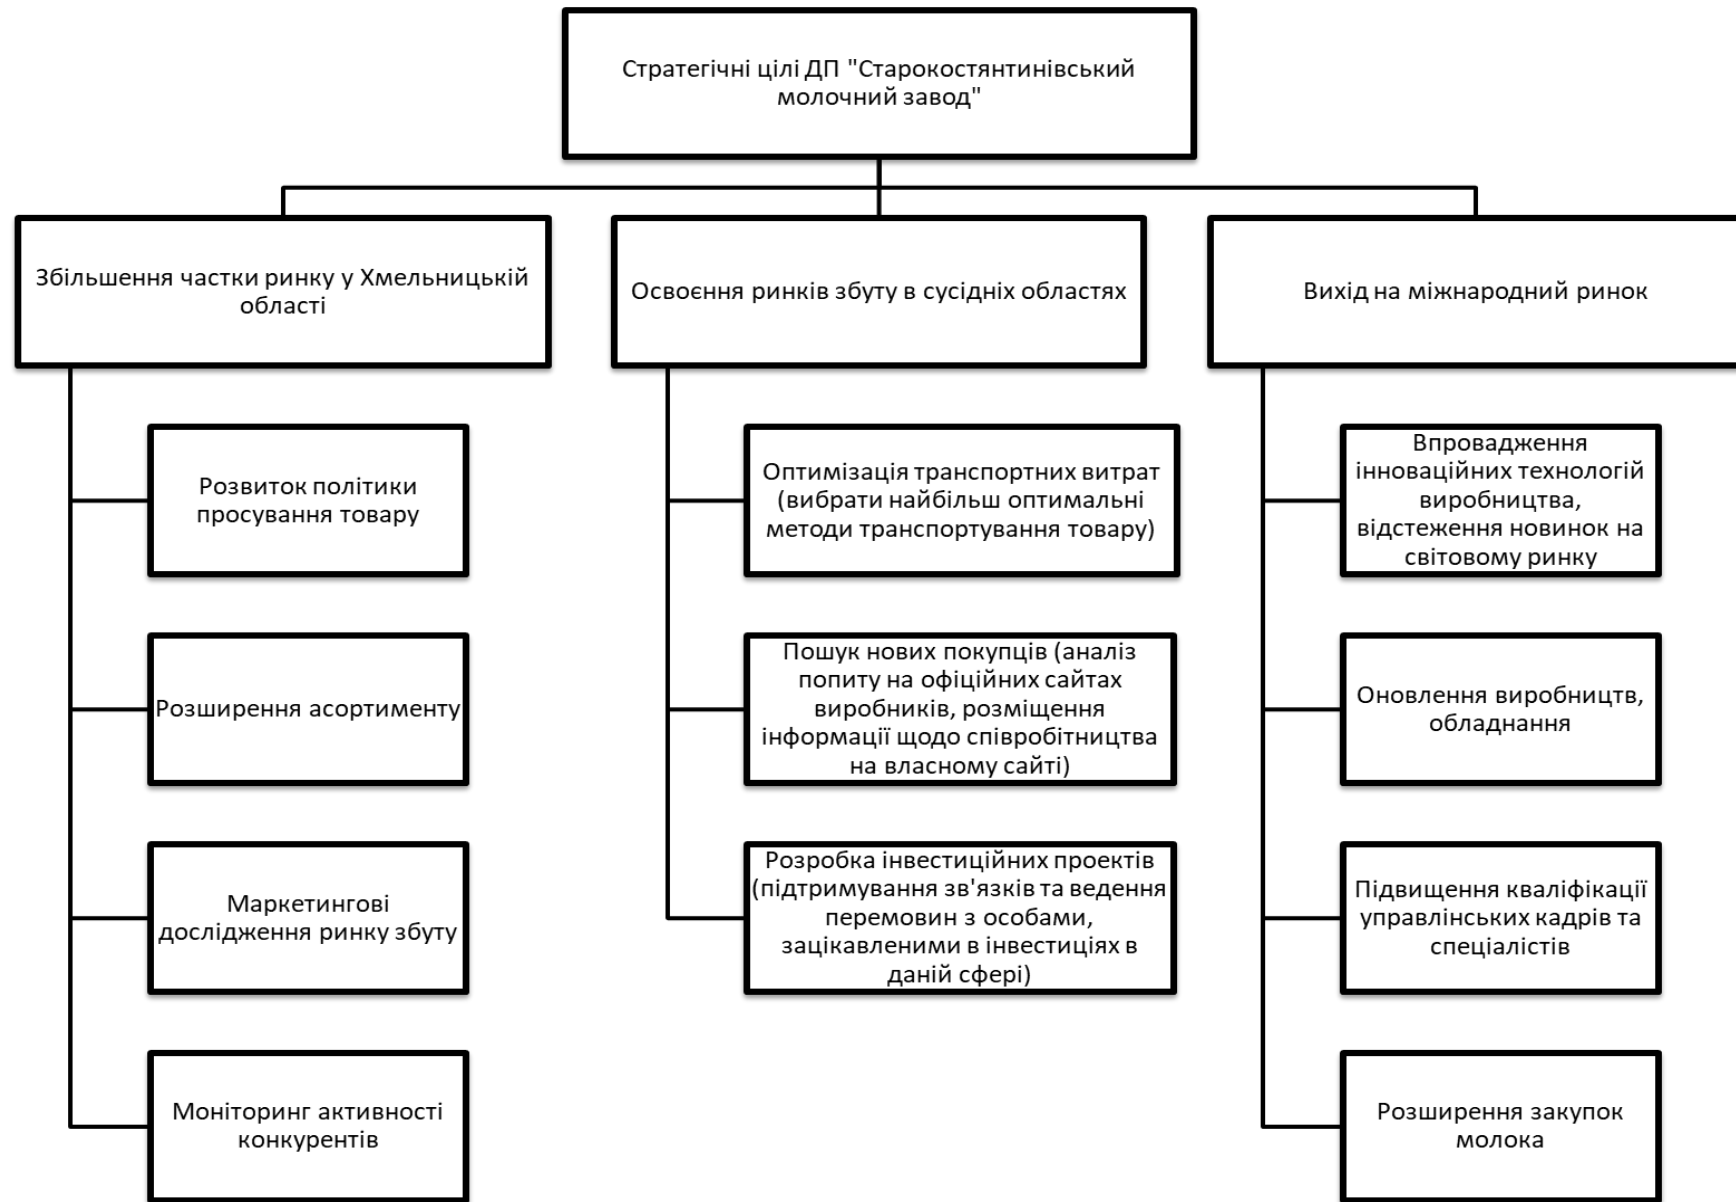 Стратегічні цілі ДП "Старокостянтинівський
молочний завод"
Збільшення частки ринку у Хмельницькій
області
Розвиток політики
просування товару
Розширення асортименту
Маркетингові
дослідження ринку збуту
Моніторинг активності
конкурентів
Освоєння ринків збуту в сусідніх областях
Оптимізація транспортних витрат
(вибрати найбільш оптимальні
методи транспортування товару)
Пошук нових покупців (аналіз
попиту на офіційних сайтах
виробників, розміщення
інформації щодо співробітництва
на власному сайті)
Розробка інвестиційних проектів
(підтримування зв'язків та ведення
перемовин з особами,
зацікавленими в інвестиціях в
даній сфері)
Вихід на міжнародний ринок
Впровадження
інноваційних технологій
виробництва,
відстеження новинок на
світовому ринку
Оновлення виробництв,
обладнання
Підвищення кваліфікації
управлінських кадрів та
спеціалістів
Розширення закупок
молока